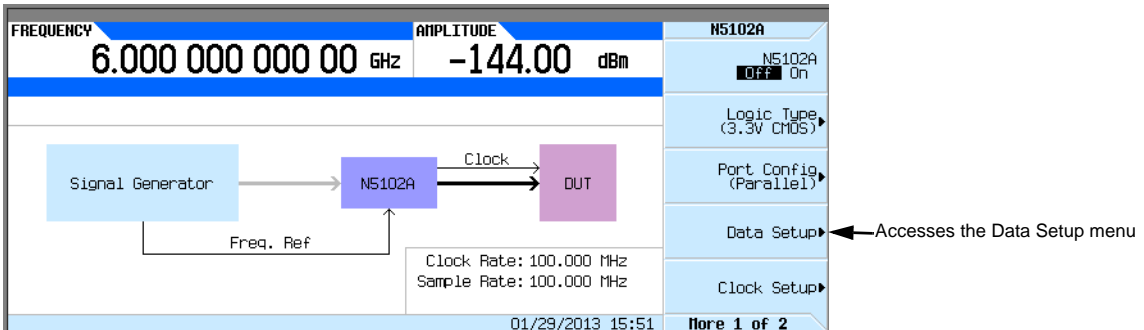 FREQUENCY
6.000 000 000 00 GHz
AMPLITUDE
-144.00 dBm
N5102A
N5102A
Off On
Logic Type
(3.3V CMOS)
Port Config
(Parallel)
Data Setup
Accesses the Data Setup menu
Clock Setup
More 1 of 2
Signal Generator
N5102A
Clock
DUT
Freq. Ref
Clock Rate: 100.000 MHz
Sample Rate: 100.000 MHz
01/29/2013 15:51